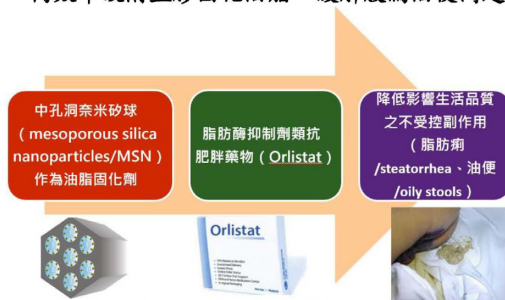 中孔洞奈米矽球
(mesoporous silica
nanoparticles/MSN)
作為油脂固化劑
脂肪酶抑制劑類抗
肥胖藥物(Orlistat)
降低影響生活品質
之不受控副作用
(脂肪痢
/steatorrhea、油便
/oily stools)
Orlistat